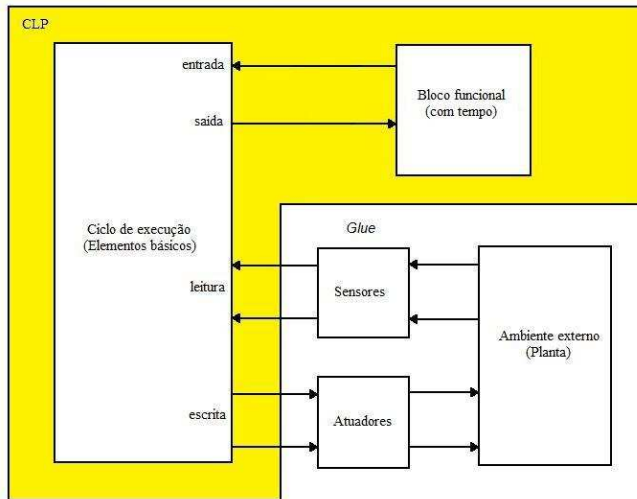 CLP
entrada
saída
Bloco funcional
(com tempo)
Ciclo de execução
(Elementos básicos)
leitura
escrita
Glue
Sensores
Atuadores
Ambiente externo
(Planta)